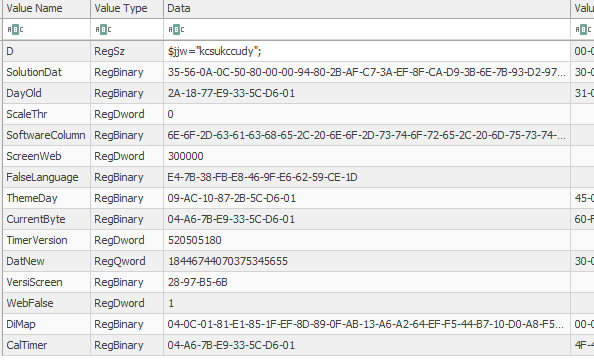 Value Name Value Type Data Valu
ABC ABC ABC ABC
D RegSz $jjw="kcsukccudy"; 00-0
SolutionDat RegBinary 35-56-0A-0C-50-80-00-00-94-80-2B-AF-C7-3A-EF-8F-CA-D9-3B-6E-7B-93-D2-97... 30-0
DayOld RegBinary 2A-18-77-E9-33-5C-D6-01 31-0
ScaleThr RegDword 0
SoftwareColumn RegBinary 6E-6F-2D-63-61-63-68-65-2C-20-6E-6F-2D-73-74-6F-72-65-2C-20-6D-75-73-74-...
ScreenWeb RegDword 300000
FalseLanguage RegBinary E4-7B-38-FB-E8-46-9F-E6-62-59-CE-1D
ThemeDay RegBinary 09-AC-10-87-2B-5C-D6-01 45-0
CurrentByte RegBinary 04-A6-7B-E9-33-5C-D6-01 60-F
TimerVersion RegDword 520505180
DatNew RegQword 18446744070375345655 30-0
VersiScreen RegBinary 28-97-B5-6B
WebFalse RegDword 1
DiMap RegBinary 04-0C-01-81-E1-85-1F-EF-8D-89-0F-AB-13-A6-A2-64-EF-F5-44-B7-10-D0-A8-F5... 00-0
CalTimer RegBinary 04-A6-7B-E9-33-5C-D6-01 4F-4